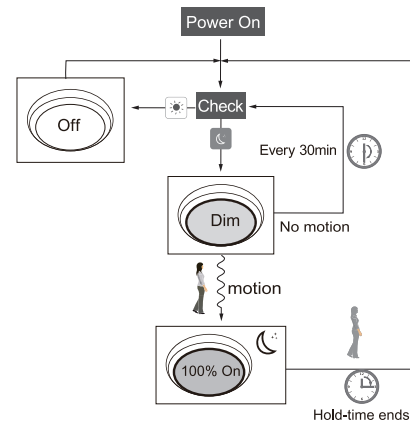 Power On
Check
Off
Every 30min
Dim
No motion
motion
100% On
Hold-time ends